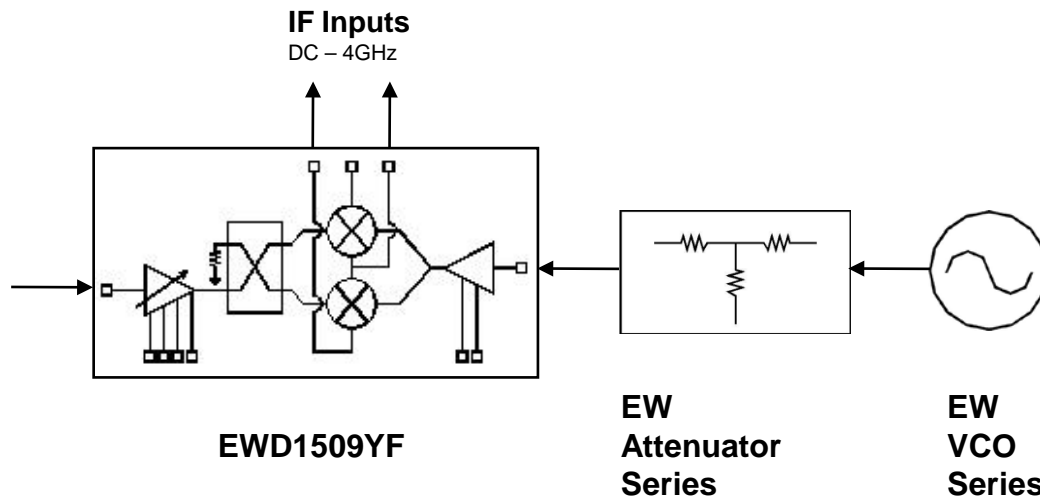 IF Inputs
DC – 4GHz
EWD1509YF
EW
Attenuator
Series
EW
VCO
Series